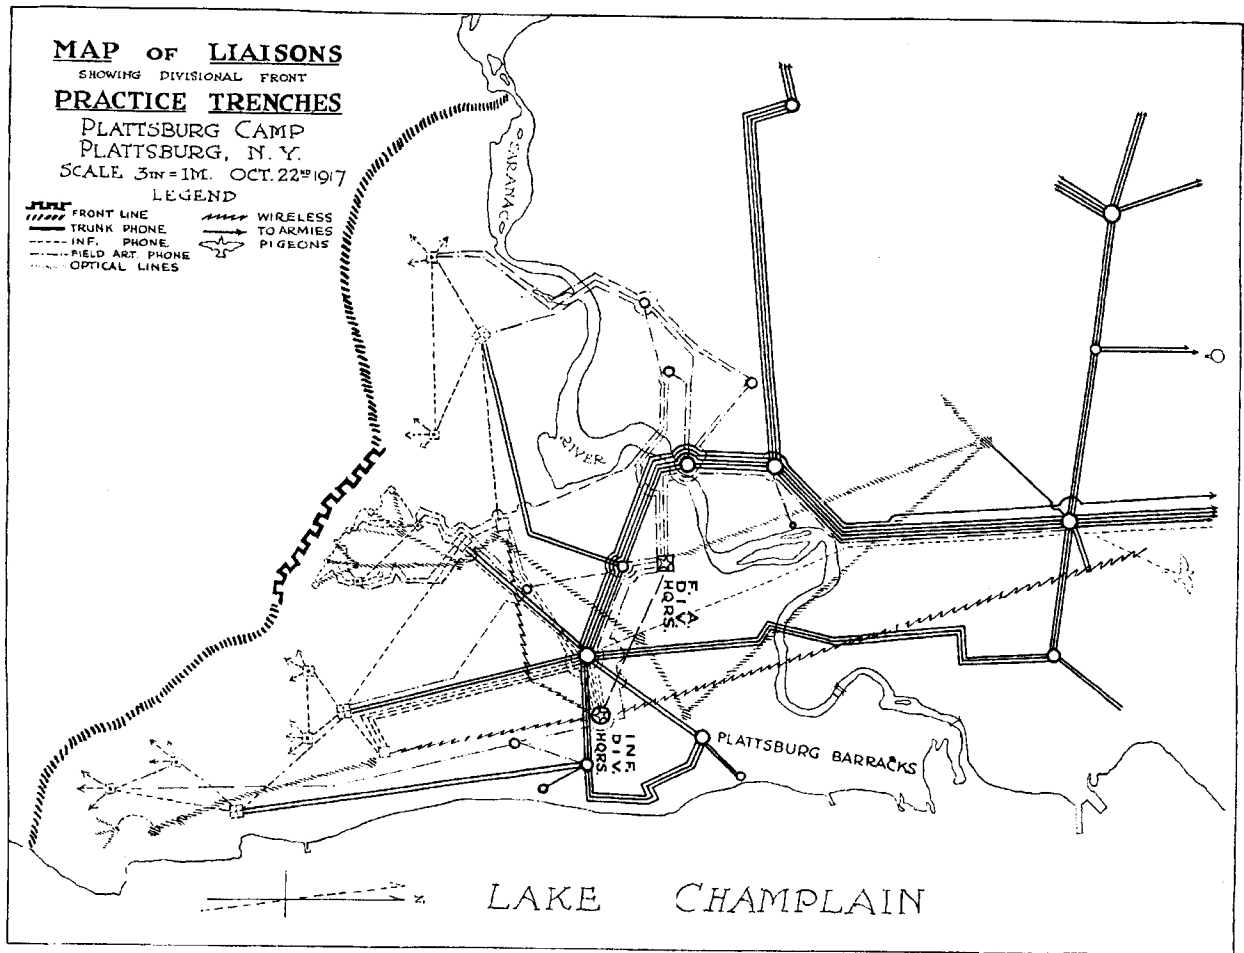 MAP OF LIAISONS
SHOWING DIVISIONAL FRONT
PRACTICE TRENCHES
PLATTSBURG CAMP
PLATTSBURG, N.Y.
SCALE 3IN = 1M. OCT. 22ND 1917
LEGEND
FRONT LINE
TRUNK PHONE
INF. PHONE
FIELD ART. PHONE
OPTICAL LINES
WIRELESS
TO ARMIES
PIGEONS
SARANAC
RIVER
F. A.
DIV.
HQRS.
INF.
DIV.
HQRS
PLATTSBURG BARRACKS
N.
LAKE CHAMPLAIN